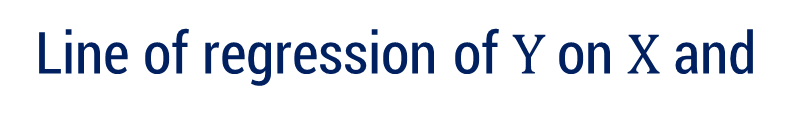 Line of regression of Y on X and